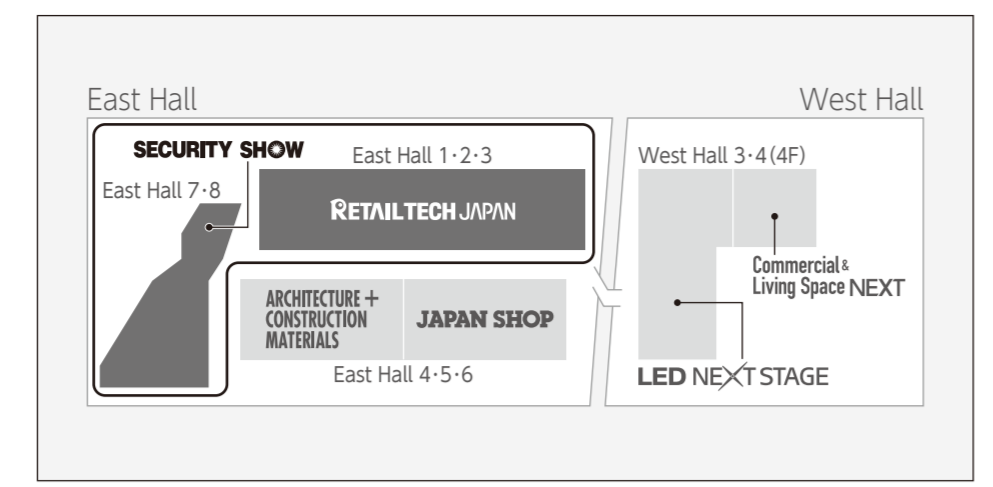 East Hall
West Hall
SECURITY SHOW
East Hall 1·2·3
West Hall 3·4(4F)
East Hall 7·8
RETAILTECH JAPAN
Commercial&
Living Space NEXT
ARCHITECTURE +
CONSTRUCTION
MATERIALS
JAPAN SHOP
East Hall 4·5·6
LED NEXT STAGE